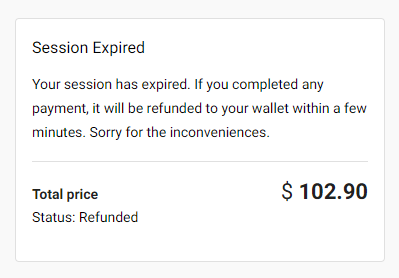 Session Expired
Your session has expired. If you completed any
payment, it will be refunded to your wallet within a few
minutes. Sorry for the inconveniences.
Total price $ 102.90
Status: Refunded